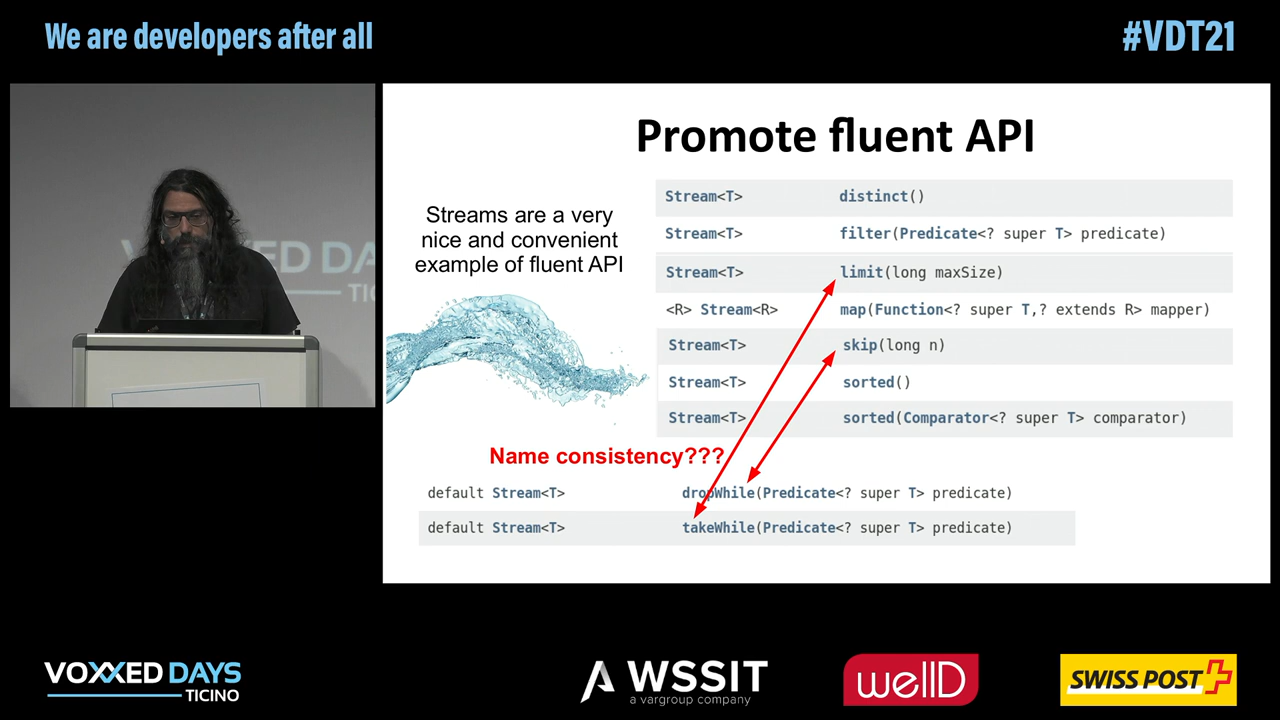 We are developers after all
#VDT21
Promote fluent API
Streams are a very
nice and convenient
example of fluent API
Stream<T> distinct()
Stream<T> filter(Predicate<? super T> predicate)
Stream<T> limit(long maxSize)
<R> Stream<R> map(Function<? super T,? extends R> mapper)
Stream<T> skip(long n)
Stream<T> sorted()
Stream<T> sorted(Comparator<? super T> comparator)
Name consistency???
default Stream<T> dropWhile(Predicate<? super T> predicate)
default Stream<T> takeWhile(Predicate<? super T> predicate)
VOXXED DAYS
TICINO
WSSIT
a vargroup company
wellD
SWISS POST